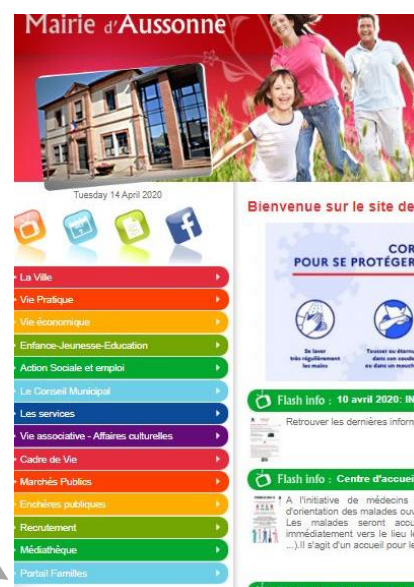 Mairie d'Aussonne
Tuesday 14 April 2020
La Ville
Vie Pratique
Vie économique
Enfance-Jeunesse-Education
Action Sociale et emploi
Le Conseil Municipal
Les services
Vie associative - Affaires culturelles
Cadre de Vie
Marchés Publics
Enchères publiques
Recrutement
Médiathèque
Portail Familles
Bienvenue sur le site de
COR
POUR SE PROTÉGER
Se laver
très régulièrement
les mains
Tousser ou éternu
dans son coude
ou dans un mouch
Flash info : 10 avril 2020: IN
Retrouver les dernières inform
Flash info : Centre d'accuei
A l'initiative de médecins
d'orientation des malades ouv
Les malades seront accu
immédiatement vers le lieu l
...).Il s'agit d'un accueil pour le